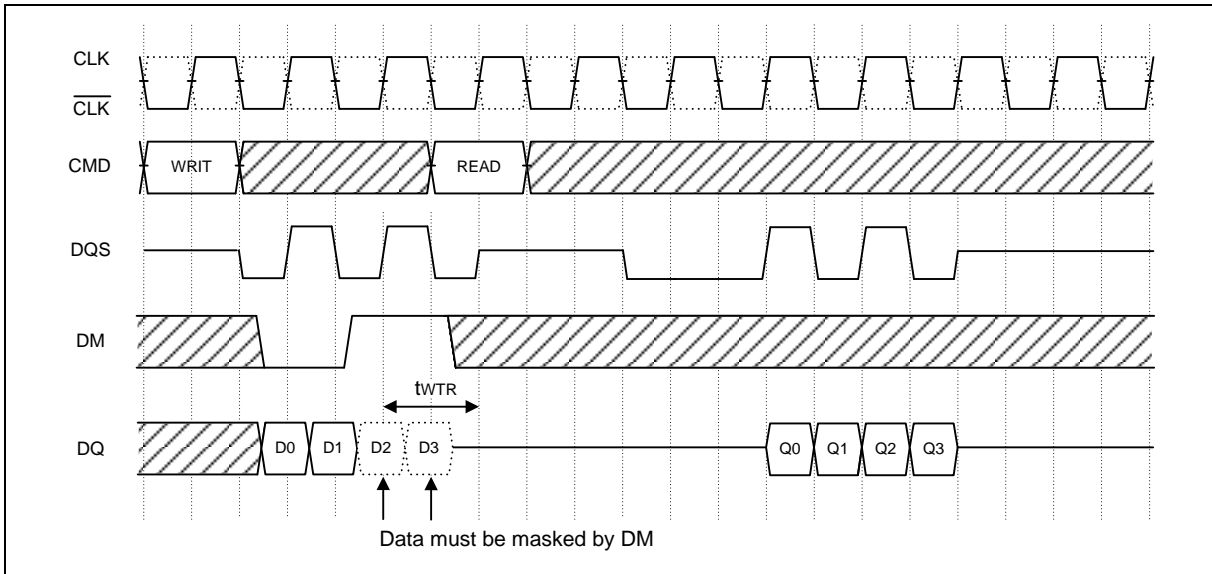 CLK
CLK
CMD WRIT READ
DQS
DM
tWTR
DQ D0 D1 D2 D3 Q0 Q1 Q2 Q3
Data must be masked by DM